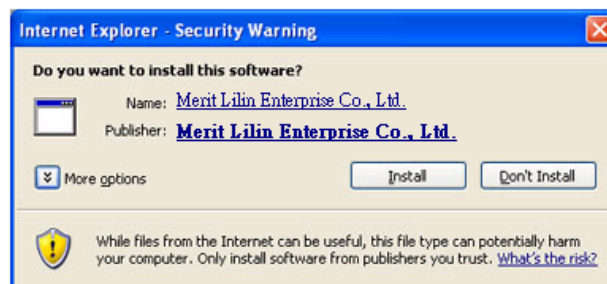 Internet Explorer - Security Warning
Do you want to install this software?
Name: Merit Lilin Enterprise Co., Ltd.
Publisher: Merit Lilin Enterprise Co., Ltd.
More options
Install
Don't Install
While files from the Internet can be useful, this file type can potentially harm
your computer. Only install software from publishers you trust. What's the risk?